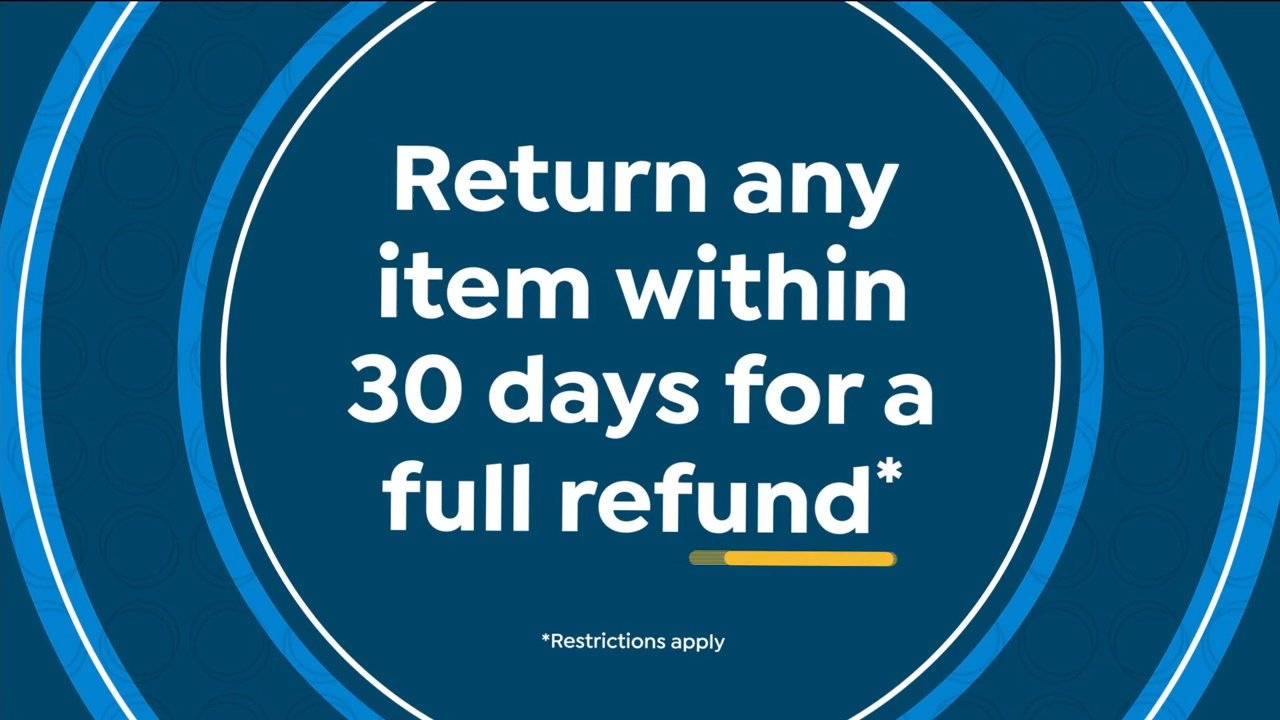 Return any
item within
30 days for a
full refund*
*Restrictions apply